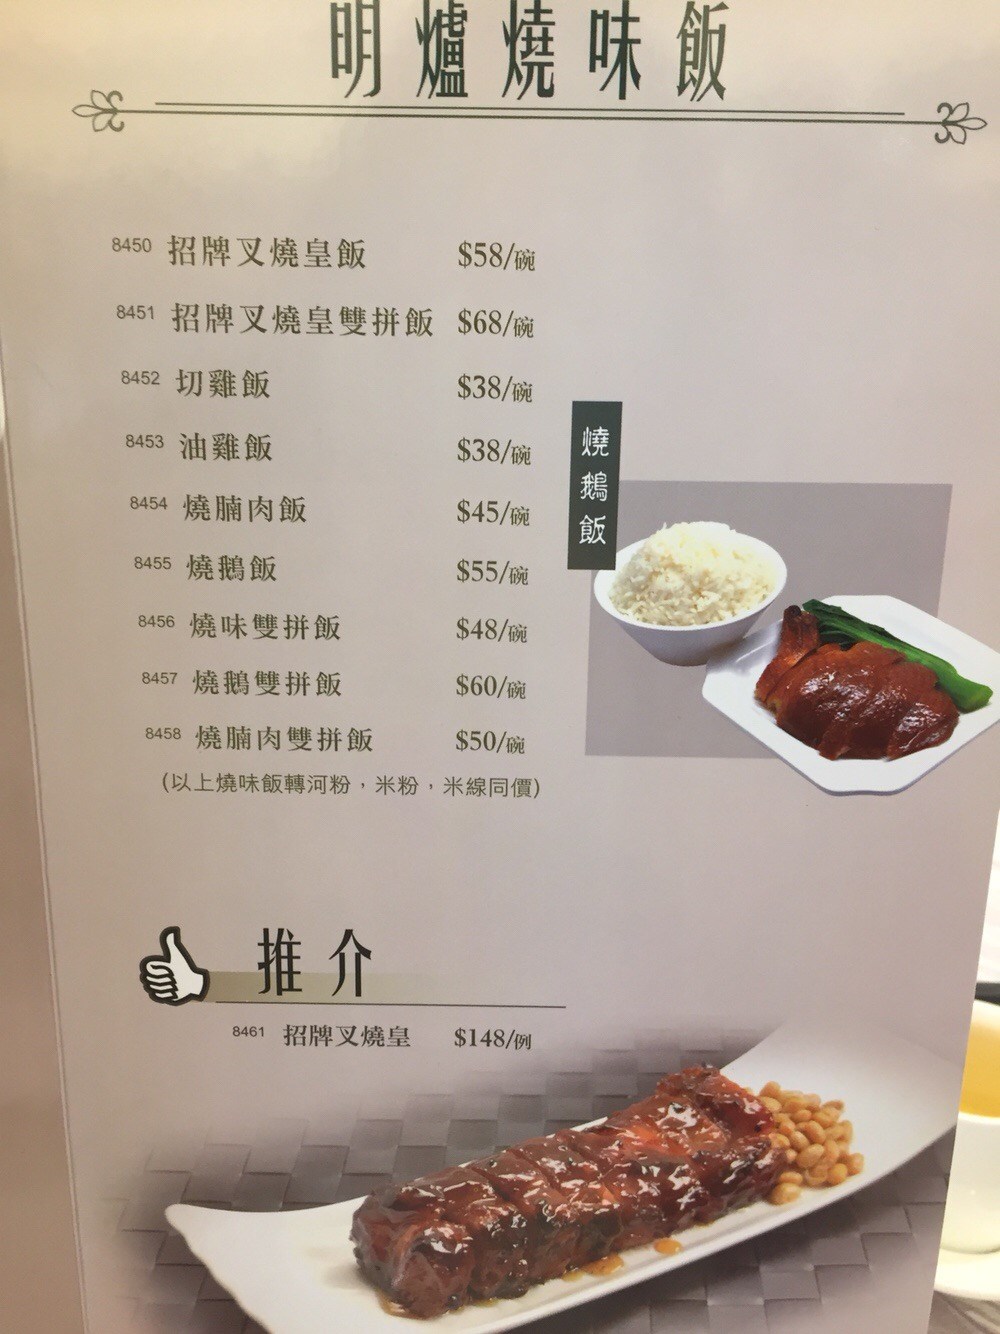 明爐燒味飯
8450 招牌叉燒皇飯 $58/碗
8451 招牌叉燒皇雙拼飯 $68/碗
8452 切雞飯 $38/碗
8453 油雞飯 $38/碗
8454 燒腩肉飯 $45/碗
8455 燒鵝飯 $55/碗
8456 燒味雙拼飯 $48/碗
8457 燒鵝雙拼飯 $60/碗
8458 燒腩肉雙拼飯 $50/碗
(以上燒味飯轉河粉，米粉，米線同價)
燒鵝飯
推介
8461 招牌叉燒皇 $148/例